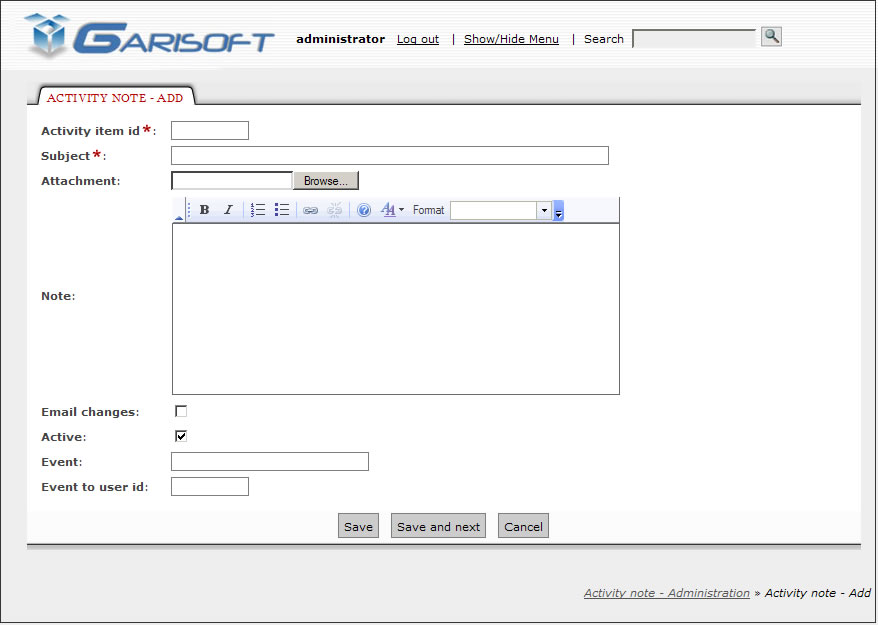 GARISOFT administrator Log out | Show/Hide Menu | Search
ACTIVITY NOTE - ADD
Activity item id*:
Subject*:
Attachment: Browse...
B I Format
Note:
Email changes:
Active:
Event:
Event to user id:
Save Save and next Cancel
Activity note - Administration » Activity note - Add